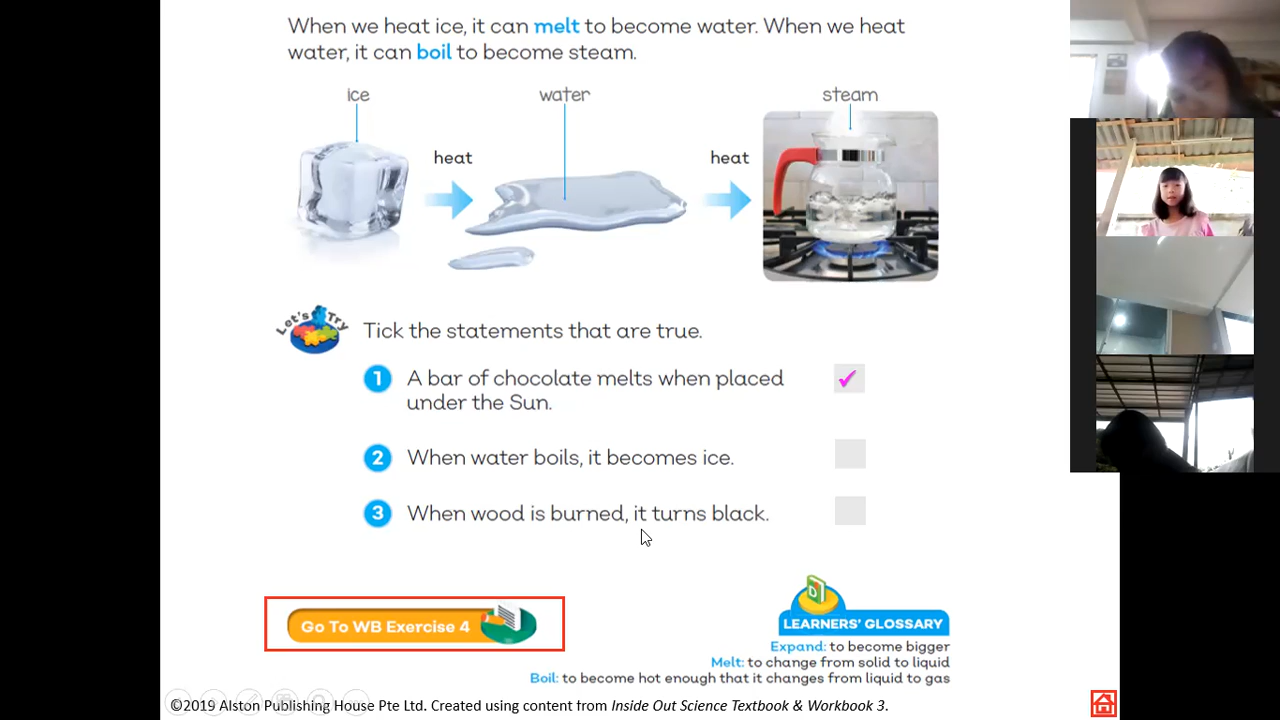 When we heat ice, it can melt to become water. When we heat
water, it can boil to become steam.
ice
water
steam
heat
heat
Let's Try
Tick the statements that are true.
1 A bar of chocolate melts when placed
under the Sun.
2 When water boils, it becomes ice.
3 When wood is burned, it turns black.
Go To WB Exercise 4
LEARNERS' GLOSSARY
Expand: to become bigger
Melt: to change from solid to liquid
Boil: to become hot enough that it changes from liquid to gas
©2019 Alston Publishing House Pte Ltd. Created using content from Inside Out Science Textbook & Workbook 3.